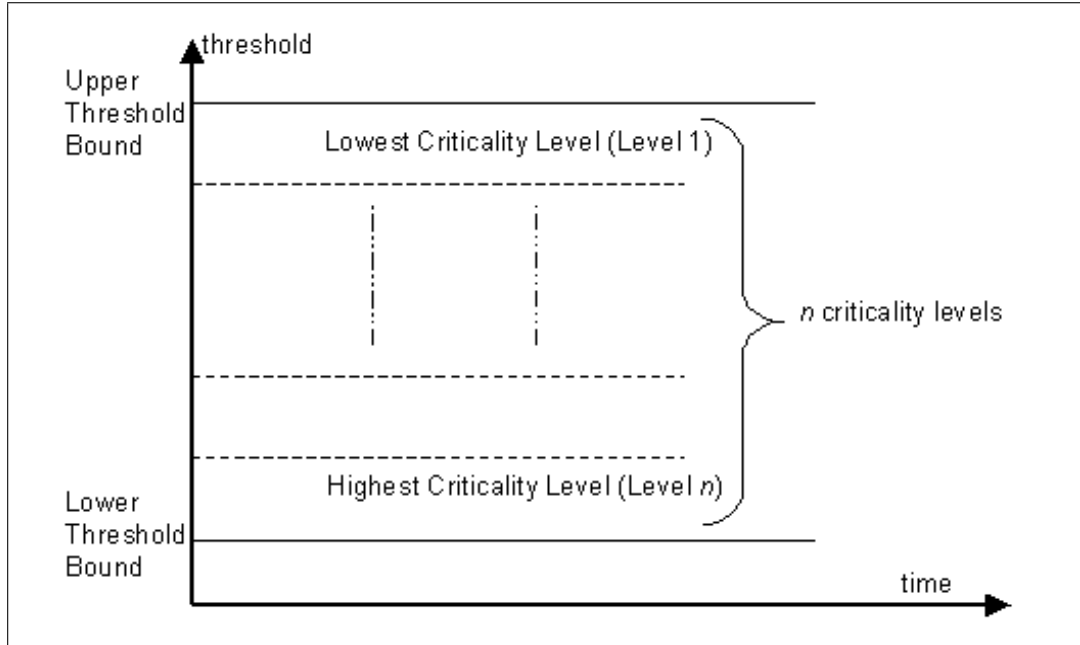 threshold
Upper
Threshold
Bound
Lowest Criticality Level (Level 1)
n criticality levels
Highest Criticality Level (Level n)
Lower
Threshold
Bound
time